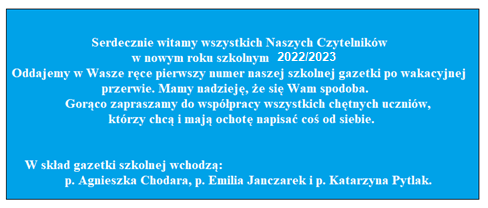 Serdecznie witamy wszystkich Naszych Czytelników
w nowym roku szkolnym 2022/2023
Oddajemy w Wasze ręce pierwszy numer naszej szkolnej gazetki po wakacyjnej
przerwie. Mamy nadzieję, że się Wam spodoba.
Gorąco zapraszamy do współpracy wszystkich chętnych uczniów,
którzy chcą i mają ochotę napisać coś od siebie.
W skład gazetki szkolnej wchodzą:
p. Agnieszka Chodara, p. Emilia Janczarek i p. Katarzyna Pytlak.